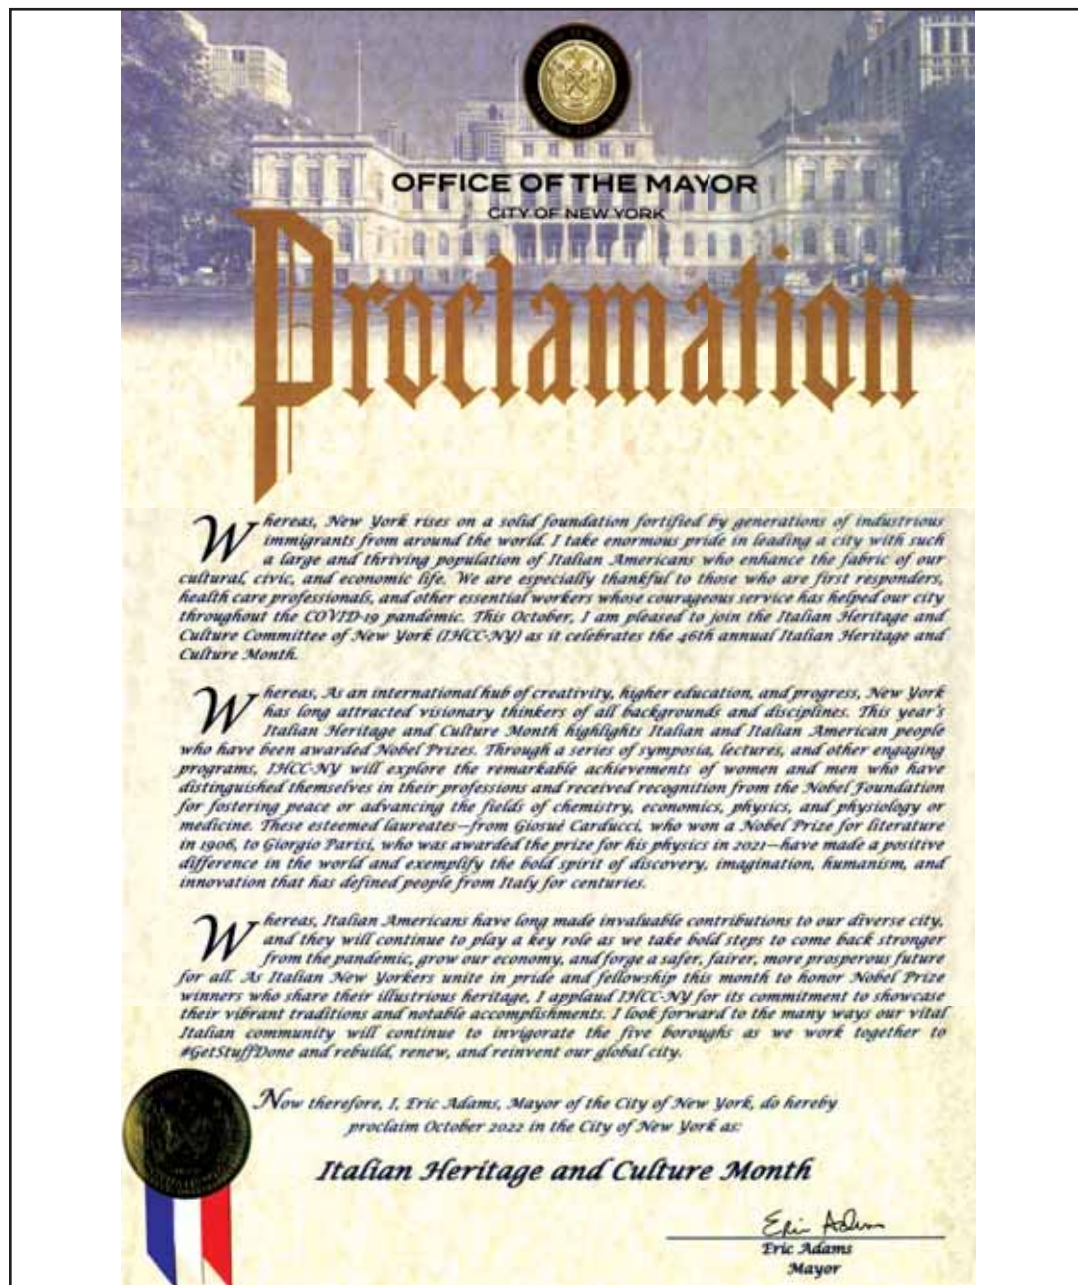 OFFICE OF THE MAYOR
CITY OF NEW YORK
Proclamation
Whereas, New York rises on a solid foundation fortified by generations of industrious
immigrants from around the world. I take enormous pride in leading a city with such
a large and thriving population of Italian Americans who enhance the fabric of our
cultural, civic, and economic life. We are especially thankful to those who are first responders,
health care professionals, and other essential workers whose courageous service has helped our city
throughout the COVID-19 pandemic. This October, I am pleased to join the Italian Heritage and
Culture Committee of New York (IHCC-NY) as it celebrates the 46th annual Italian Heritage and
Culture Month.
Whereas, As an international hub of creativity, higher education, and progress, New York
has long attracted visionary thinkers of all backgrounds and disciplines. This year's
Italian Heritage and Culture Month highlights Italian and Italian American people
who have been awarded Nobel Prizes. Through a series of symposia, lectures, and other engaging
programs, IHCC-NY will explore the remarkable achievements of women and men who have
distinguished themselves in their professions and received recognition from the Nobel Foundation
for fostering peace or advancing the fields of chemistry, economics, physics, and physiology or
medicine. These esteemed laureates—from Giosuè Carducci, who won a Nobel Prize for literature
in 1906, to Giorgio Parisi, who was awarded the prize for his physics in 2021—have made a positive
difference in the world and exemplify the bold spirit of discovery, imagination, humanism, and
innovation that has defined people from Italy for centuries.
Whereas, Italian Americans have long made invaluable contributions to our diverse city,
and they will continue to play a key role as we take bold steps to come back stronger
from the pandemic, grow our economy, and forge a safer, fairer, more prosperous future
for all. As Italian New Yorkers unite in pride and fellowship this month to honor Nobel Prize
winners who share their illustrious heritage, I applaud IHCC-NY for its commitment to showcase
their vibrant traditions and notable accomplishments. I look forward to the many ways our vital
Italian community will continue to invigorate the five boroughs as we work together to
#GetStuffDone and rebuild, renew, and reinvent our global city.
Now therefore, I, Eric Adams, Mayor of the City of New York, do hereby
proclaim October 2022 in the City of New York as:
Italian Heritage and Culture Month
Eric Adams
Eric Adams
Mayor